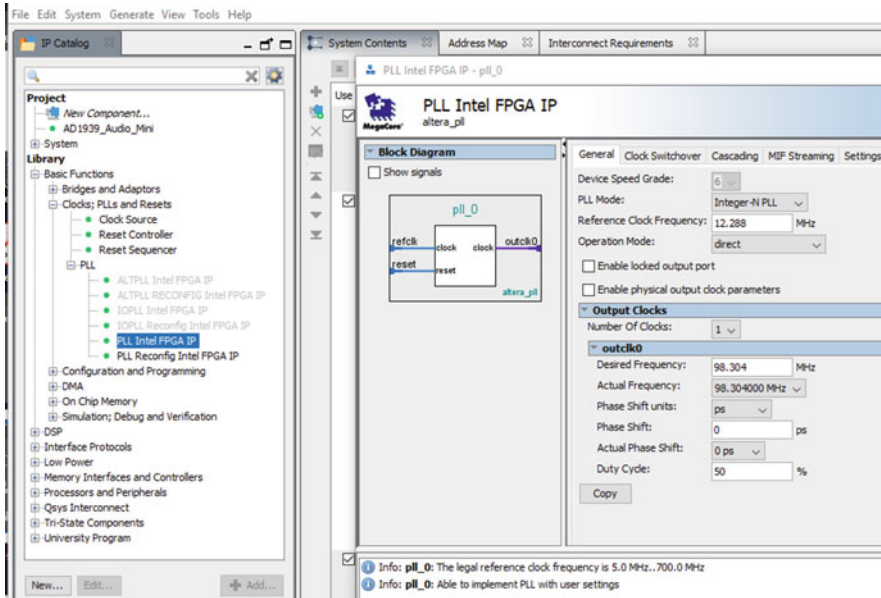 File Edit System Generate View Tools Help
IP Catalog
System Contents
Address Map
Interconnect Requirements
Project
New Component...
AD1939_Audio_Mini
System
Library
Basic Functions
Bridges and Adaptors
Clocks; PLLs and Resets
Clock Source
Reset Controller
Reset Sequencer
PLL
ALTPLL Intel FPGA IP
ALTPLL RECONFIG Intel FPGA IP
IOPLL Intel FPGA IP
IOPLL Reconfig Intel FPGA IP
PLL Intel FPGA IP
PLL Reconfig Intel FPGA IP
Configuration and Programming
DMA
On Chip Memory
Simulation; Debug and Verification
DSP
Interface Protocols
Low Power
Memory Interfaces and Controllers
Processors and Peripherals
Qsys Interconnect
Tri-State Components
University Program
New... Edit... Add...
Use
PLL Intel FPGA IP - pll_0
PLL Intel FPGA IP
altera_pll
MegaCore'
Block Diagram
Show signals
pll_0
refclk clock clock outclk0
reset reset
altera_pll
General Clock Switchover Cascading MIF Streaming Settings
Device Speed Grade: 6
PLL Mode: Integer-N PLL
Reference Clock Frequency: 12.288 MHz
Operation Mode: direct
Enable locked output port
Enable physical output clock parameters
Output Clocks
Number Of Clocks: 1
outclk0
Desired Frequency: 98.304 MHz
Actual Frequency: 98.304000 MHz
Phase Shift units: ps
Phase Shift: 0 ps
Actual Phase Shift: 0 ps
Duty Cycle: 50 %
Copy
Info: pll_0: The legal reference clock frequency is 5.0 MHz..700.0 MHz
Info: pll_0: Able to implement PLL with user settings